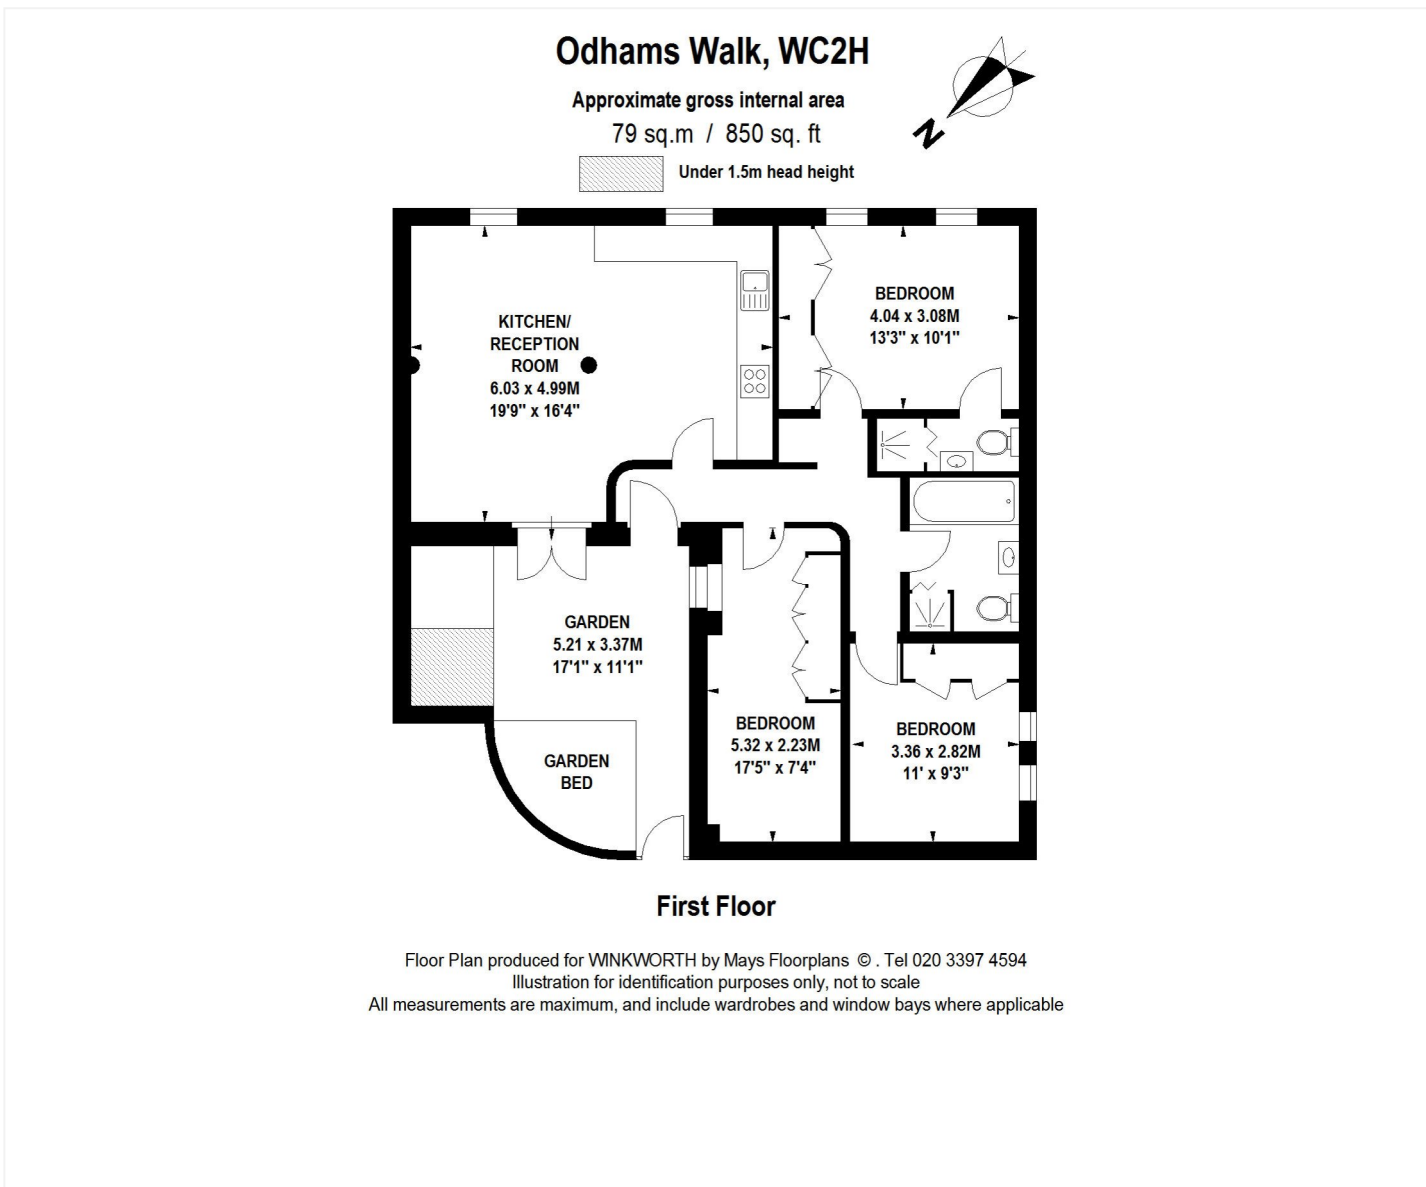 Odhams Walk, WC2H
Approximate gross internal area
79 sq.m / 850 sq. ft
Under 1.5m head height
N
KITCHEN/
RECEPTION
ROOM
6.03 x 4.99M
19'9" x 16'4"
BEDROOM
4.04 x 3.08M
13'3" x 10'1"
GARDEN
5.21 x 3.37M
17'1" x 11'1"
GARDEN
BED
BEDROOM
5.32 x 2.23M
17'5" x 7'4"
BEDROOM
3.36 x 2.82M
11' x 9'3"
First Floor
Floor Plan produced for WINKWORTH by Mays Floorplans © . Tel 020 3397 4594
Illustration for identification purposes only, not to scale
All measurements are maximum, and include wardrobes and window bays where applicable